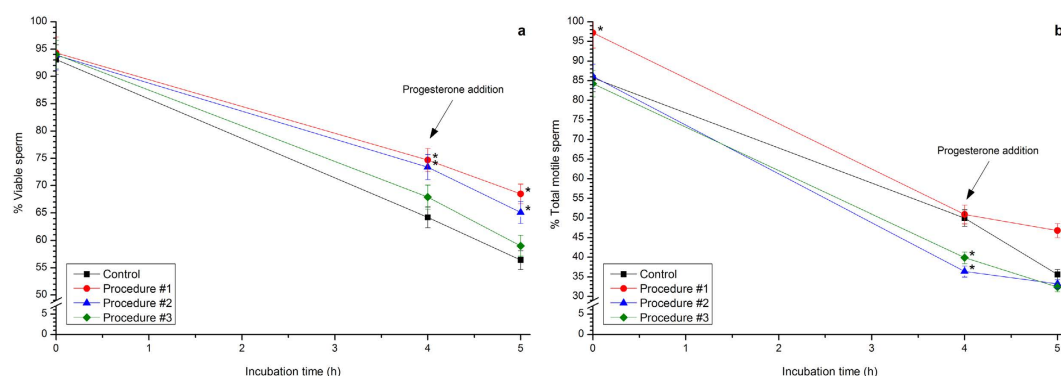 a
100
95
90
85
80
75
70
65
60
55
50
5
0
% Viable sperm
Progesterone addition
*
*
*
*
Control
Procedure #1
Procedure #2
Procedure #3
0 1 2 3 4 5
Incubation time (h)
b
100
95
90
85
80
75
70
65
60
55
50
45
40
35
30
5
0
% Total motile sperm
*
Progesterone addition
*
*
Control
Procedure #1
Procedure #2
Procedure #3
0 1 2 3 4 5
Incubation time (h)